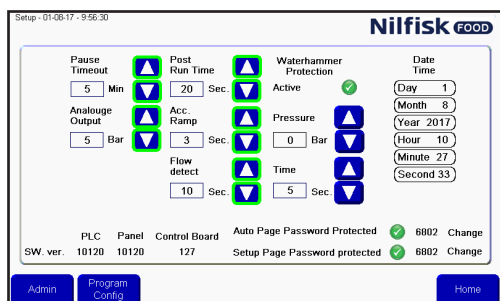 Setup - 01-08-17 - 9:56:30
Nilfisk FOOD
Pause Timeout
5 Min
Post Run Time
20 Sec.
Waterhammer Protection
Active
Date Time
Day 1
Month 8
Year 2017
Hour 10
Minute 27
Second 33
Analouge Output
5 Bar
Acc. Ramp
3 Sec.
Pressure
0 Bar
Flow detect
10 Sec.
Time
5 Sec.
PLC Panel Control Board
SW. ver. 10120 10120 127
Auto Page Password Protected 6802 Change
Setup Page Password protected 6802 Change
Admin
Program Config
Home